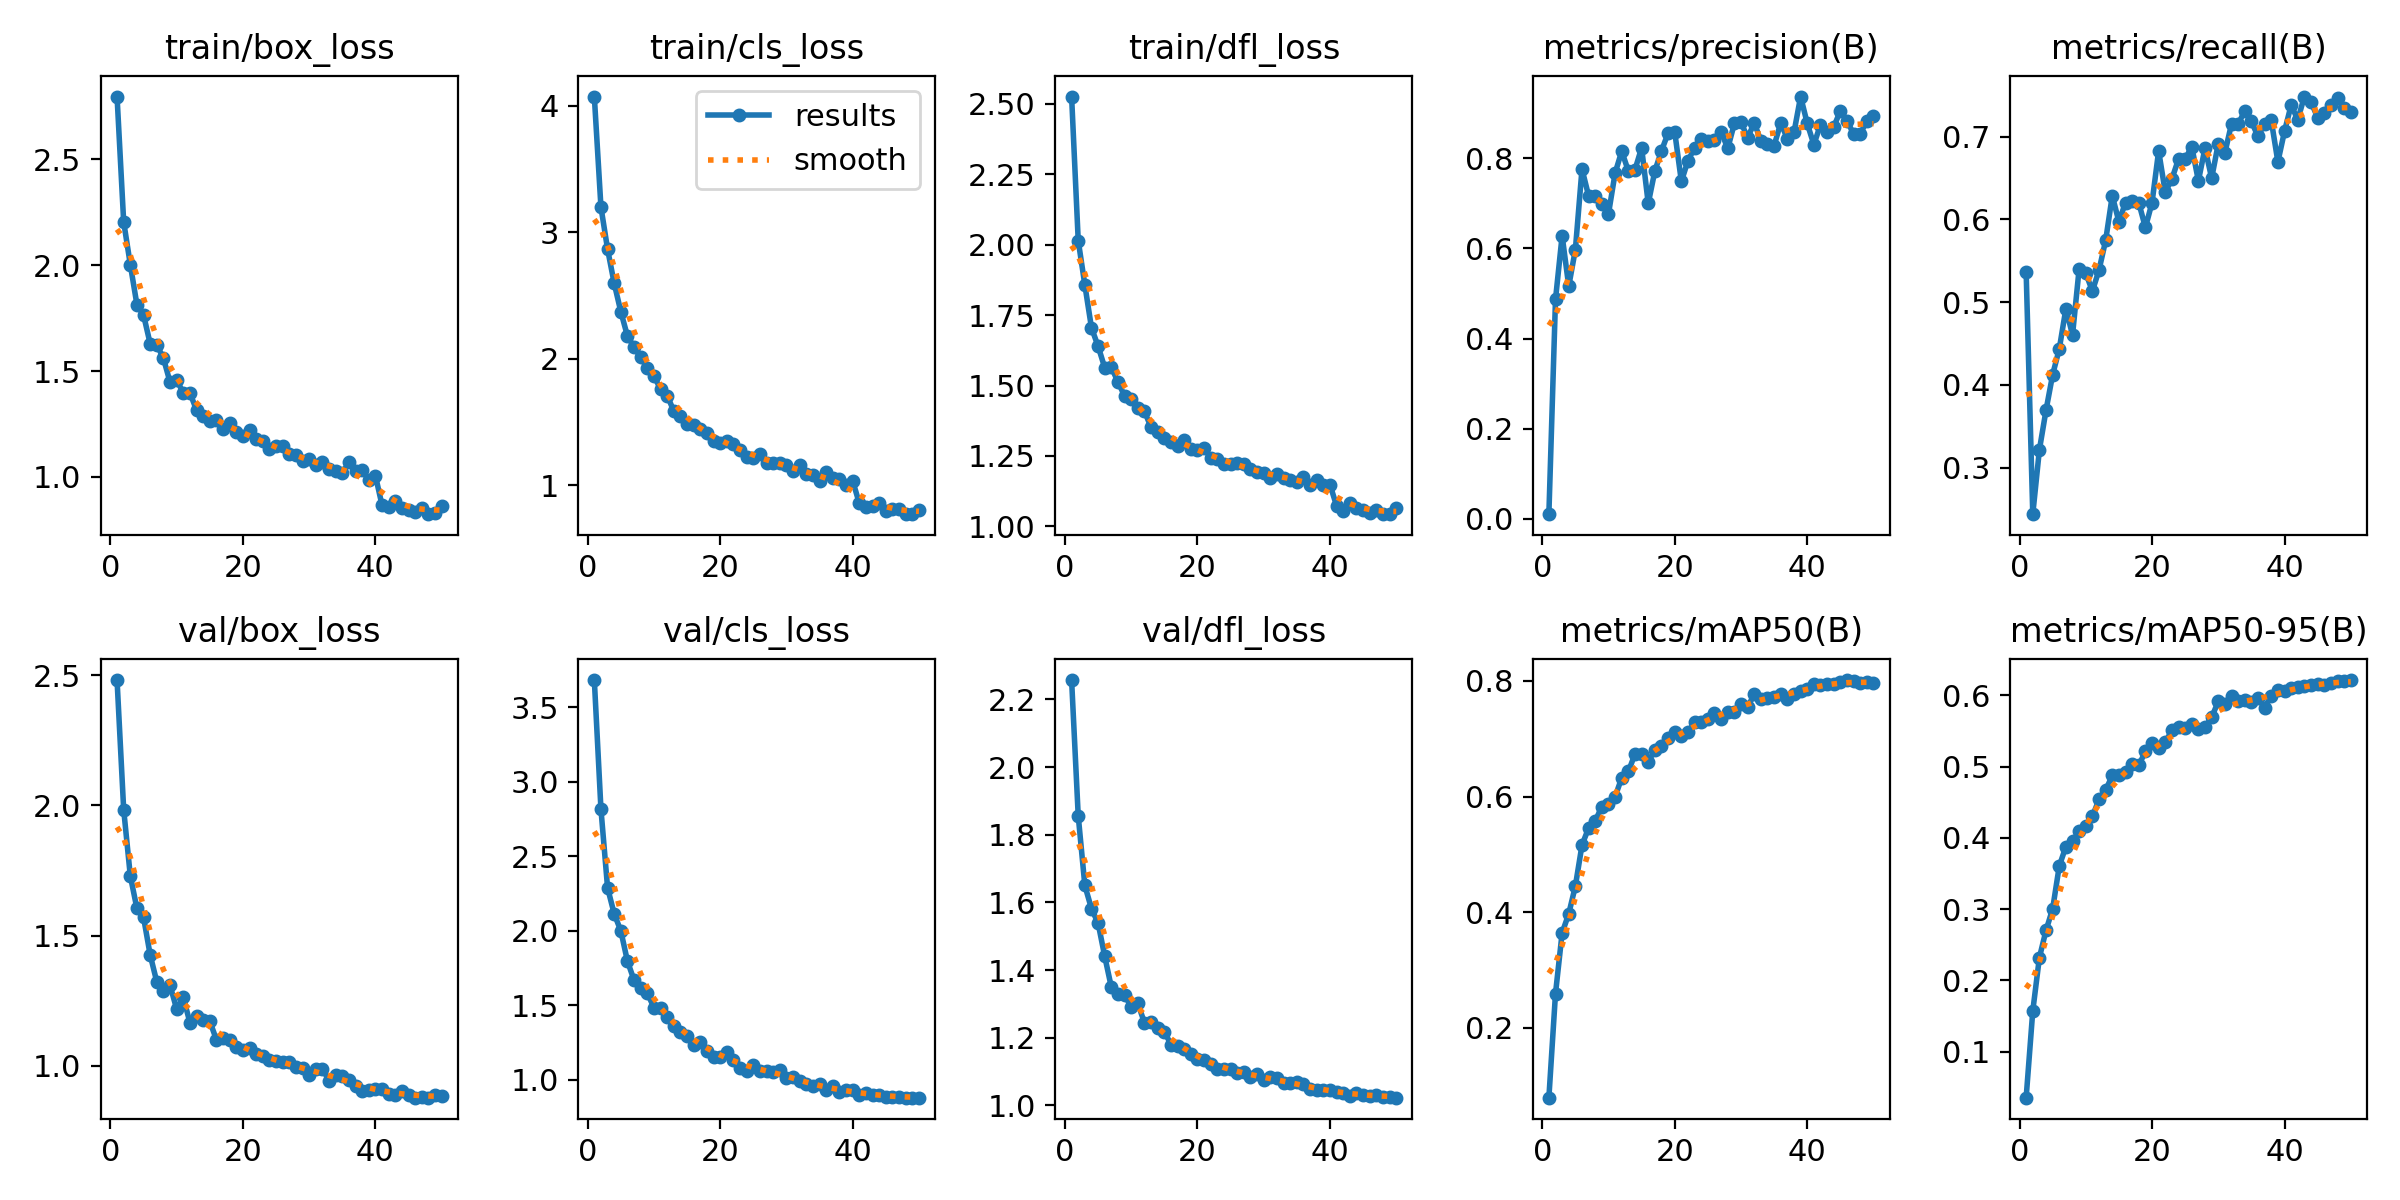 train/box_loss
2.5
2.0
1.5
1.0
0 20 40
train/cls_loss
results
smooth
4
3
2
1
0 20 40
train/dfl_loss
2.50
2.25
2.00
1.75
1.50
1.25
1.00
0 20 40
metrics/precision(B)
0.8
0.6
0.4
0.2
0.0
0 20 40
metrics/recall(B)
0.7
0.6
0.5
0.4
0.3
0 20 40
val/box_loss
2.5
2.0
1.5
1.0
0 20 40
val/cls_loss
3.5
3.0
2.5
2.0
1.5
1.0
0 20 40
val/dfl_loss
2.2
2.0
1.8
1.6
1.4
1.2
1.0
0 20 40
metrics/mAP50(B)
0.8
0.6
0.4
0.2
0 20 40
metrics/mAP50-95(B)
0.6
0.5
0.4
0.3
0.2
0.1
0 20 40